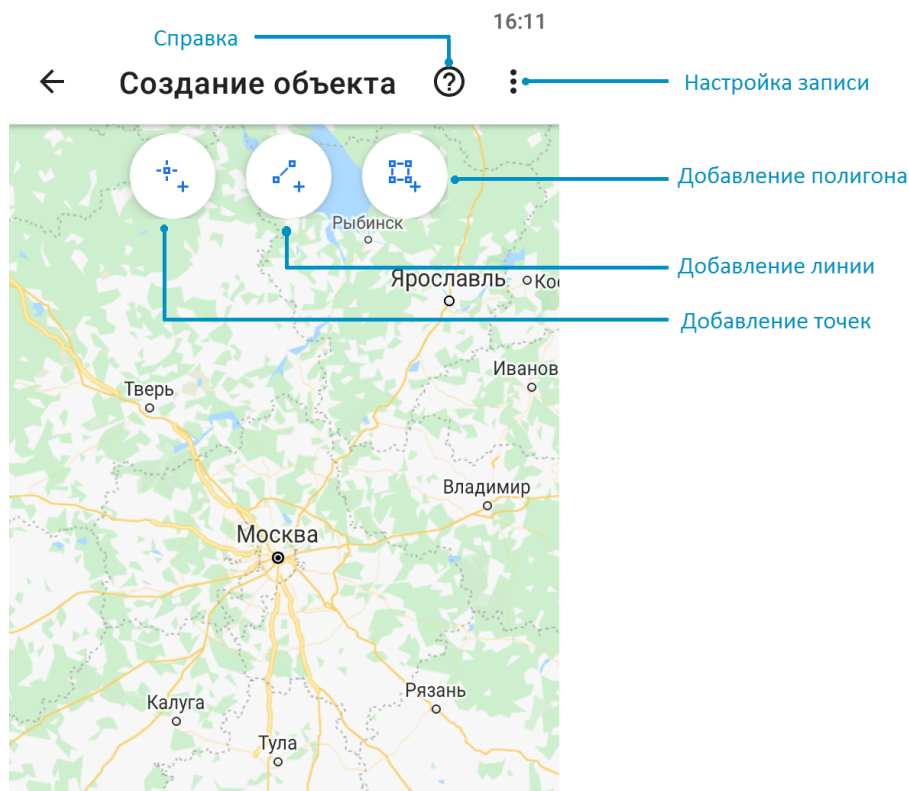 16:11
Справка
Создание объекта
Настройка записи
Добавление полигона
Рыбинск
Добавление линии
Ярославль
Ко
Добавление точек
Иванов
Тверь
Владимир
Москва
Рязань
Калуга
Тула